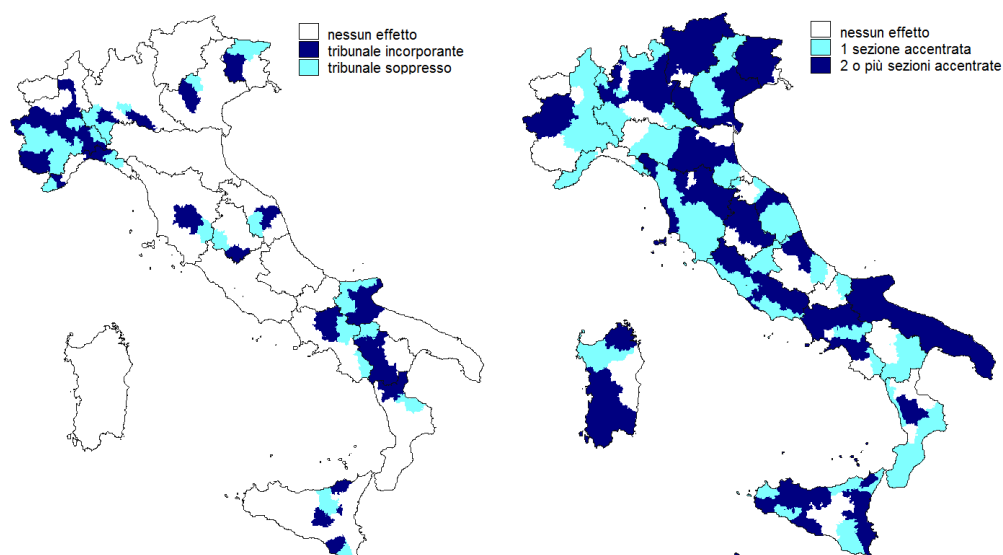 nessun effetto
tribunale incorporante
tribunale soppresso
nessun effetto
1 sezione accentrata
2 o più sezioni accentrate